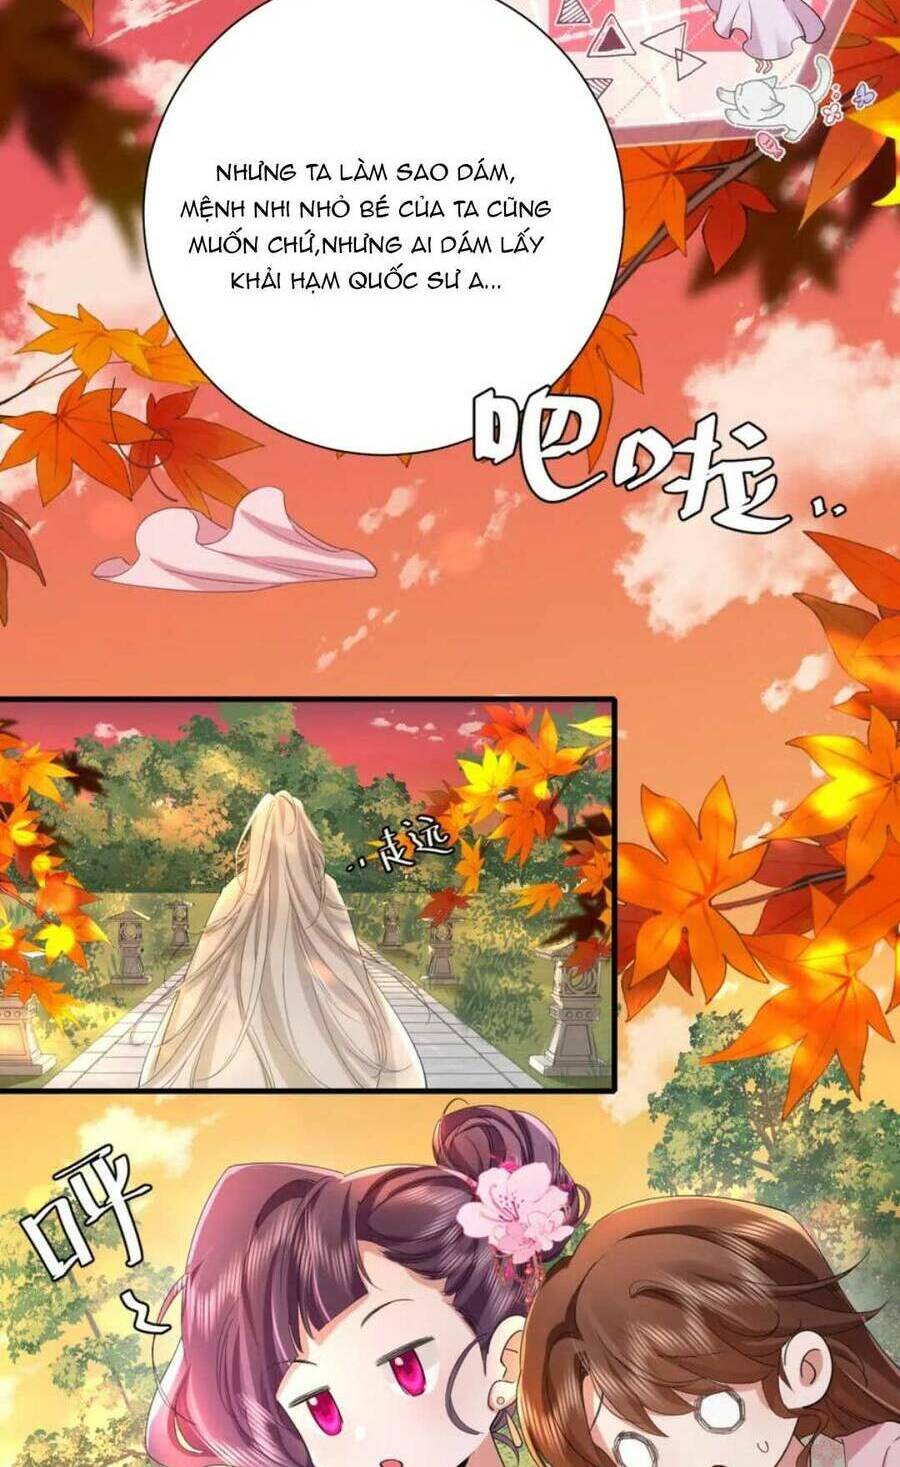 NHƯNG TA LÀM SAO DÁM,
MỆNH NHI NHỎ BÉ CỦA TA CŨNG
MUỐN CHỨ,NHƯNG AI DÁM LẤY
KHẢI HẠM QUỐC SƯ A...
吧啦..
..走远
呼~